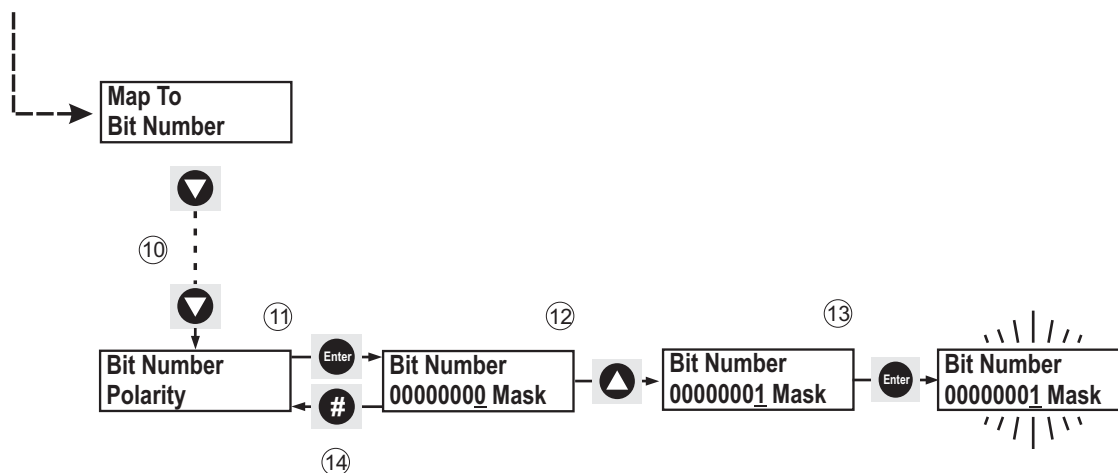 Map To
Bit Number
⑩
⑪
⑫
⑬
Bit Number
Polarity
Enter
Bit Number
00000000 Mask
Bit Number
00000001 Mask
Enter
Bit Number
00000001 Mask
#
⑭